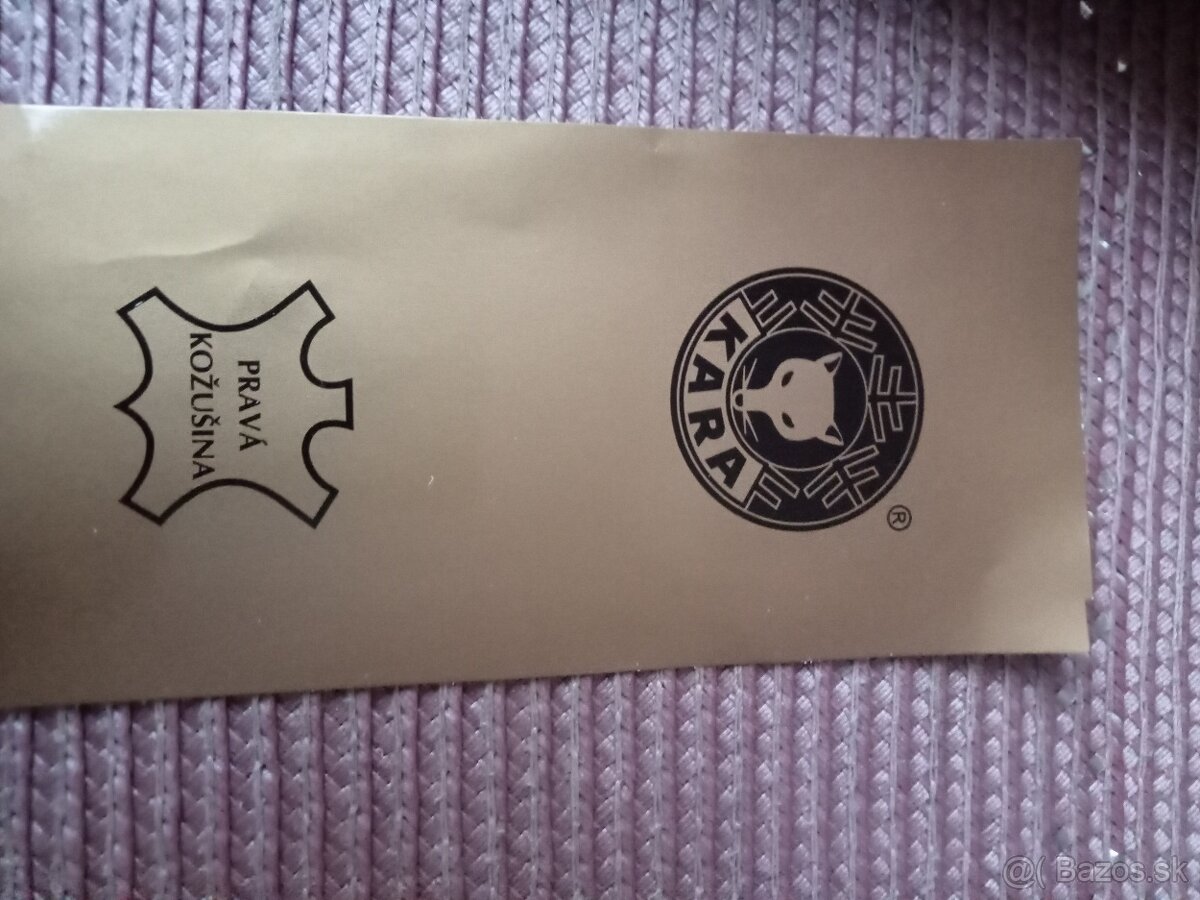 KARA
®
PRAVÁ
KOŽUŠINA
@( Bazos.sk